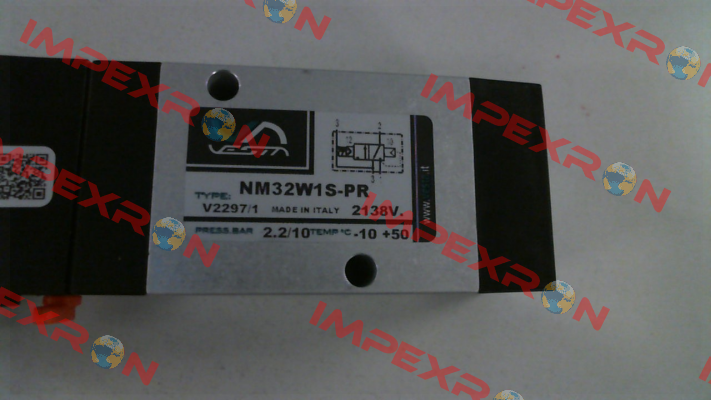 VESTA
NM32W1S-PR
TYPE:
V2297/1 MADE IN ITALY 2138V.
PRESS.BAR 2.2/10 TEMP°C -10 +50
IMPEXRON
IMPEXRON
IMPEXRON
IMPEXRON
IMPEXRON
IMPEXRON
IMPEXRON